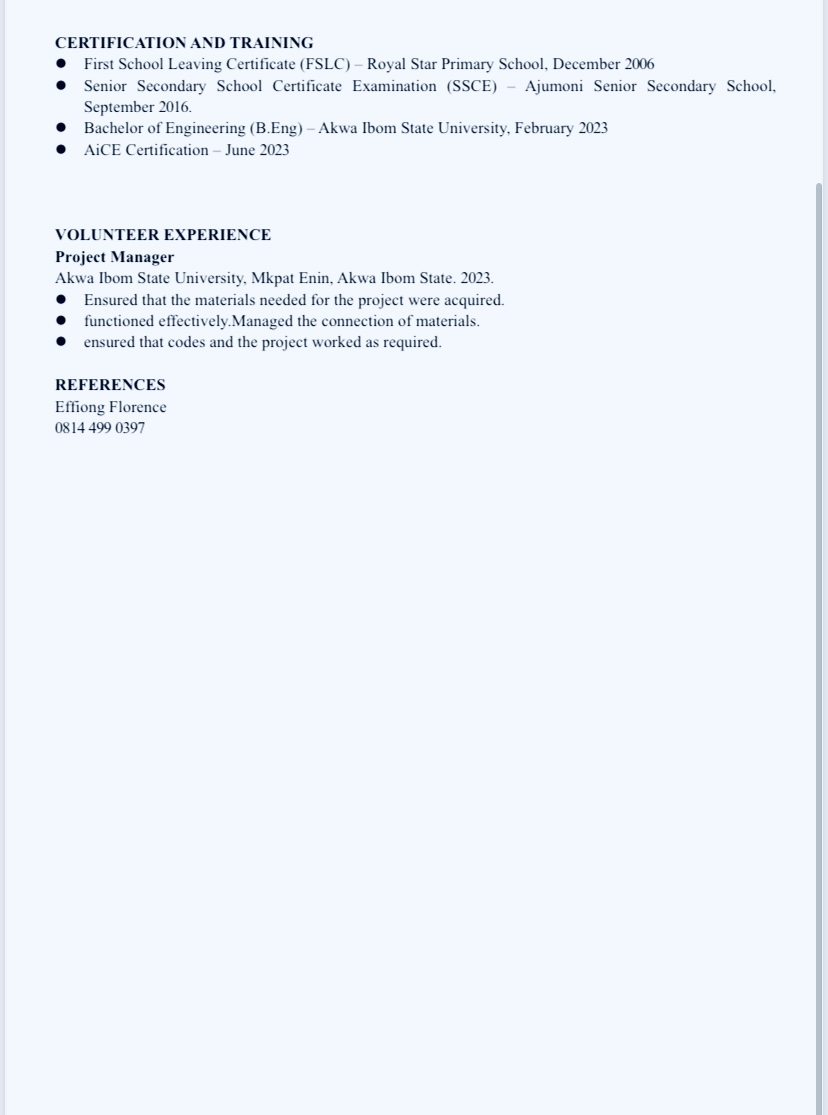 CERTIFICATION AND TRAINING
● First School Leaving Certificate (FSLC) – Royal Star Primary School, December 2006
● Senior Secondary School Certificate Examination (SSCE) – Ajumoni Senior Secondary School,
September 2016.
● Bachelor of Engineering (B.Eng) – Akwa Ibom State University, February 2023
● AiCE Certification – June 2023
VOLUNTEER EXPERIENCE
Project Manager
Akwa Ibom State University, Mkpat Enin, Akwa Ibom State. 2023.
● Ensured that the materials needed for the project were acquired.
● functioned effectively.Managed the connection of materials.
● ensured that codes and the project worked as required.
REFERENCES
Effiong Florence
0814 499 0397